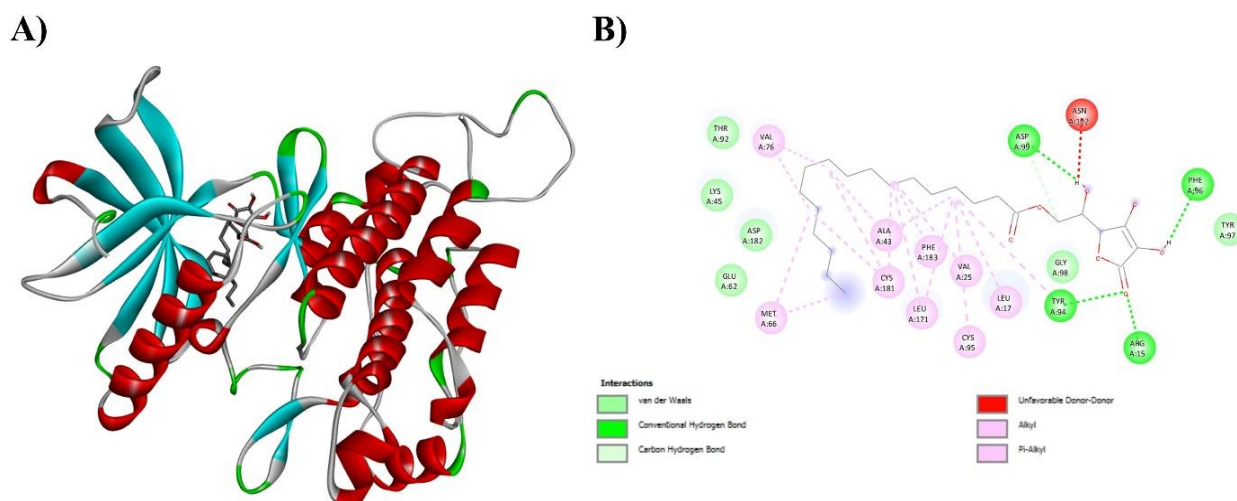 A)
B)
ASN
A:102
ASP
A:99
THR
A:92
VAL
A:76
PHE
A:96
LYS
A:45
TYR
A:97
ASP
A:182
ALA
A:43
PHE
A:183
GLY
A:98
VAL
A:25
GLU
A:62
CYS
A:181
LEU
A:17
TYR
A:94
MET
A:66
LEU
A:171
CYS
A:95
ARG
A:15
H
O
O
O
O
O
H
O
Interactions
van der Waals
Conventional Hydrogen Bond
Carbon Hydrogen Bond
Unfavorable Donor-Donor
Alkyl
Pi-Alkyl